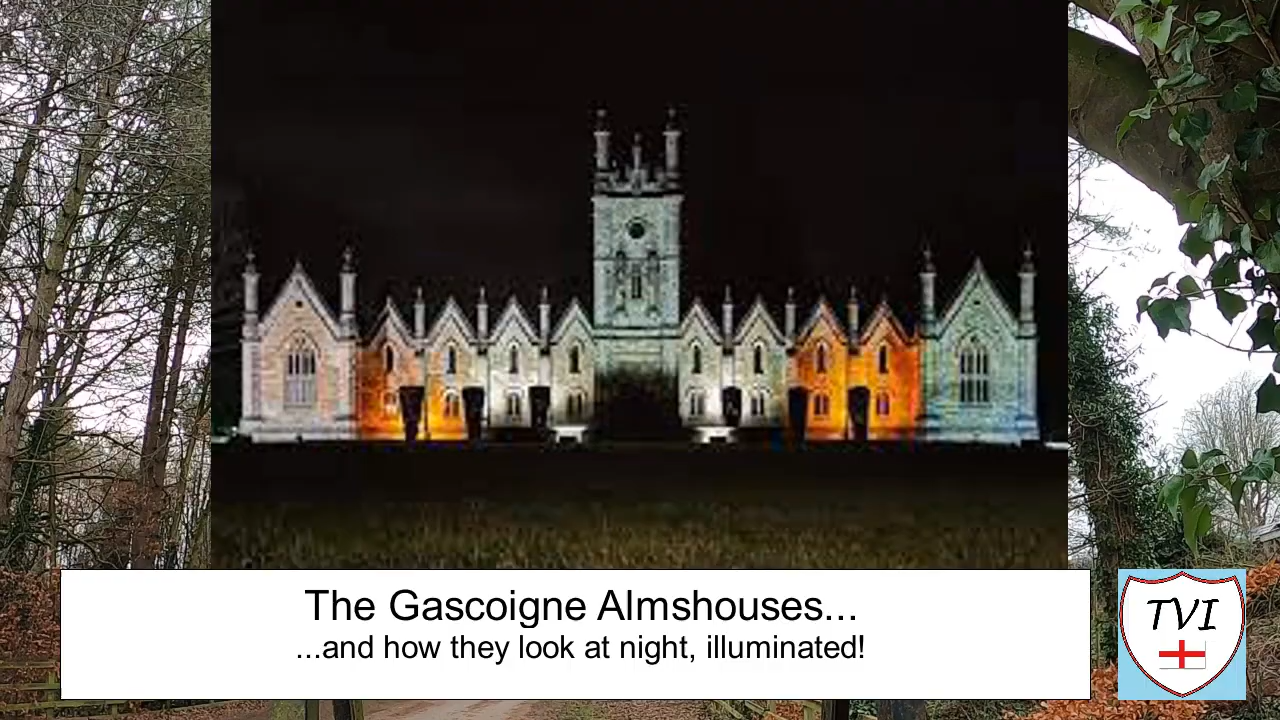 The Gascoigne Almshouses...
...and how they look at night, illuminated!
TVI